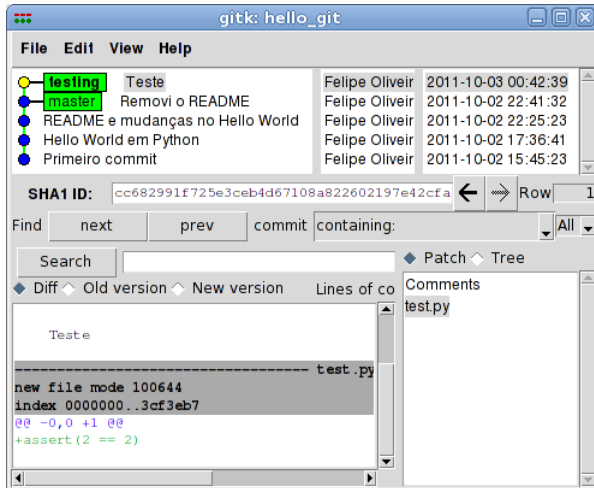 gitk: hello_git
File Edit View Help
testing Teste Felipe Oliveir 2011-10-03 00:42:39
master Removi o README Felipe Oliveir 2011-10-02 22:41:32
README e mudanças no Hello World Felipe Oliveir 2011-10-02 22:25:23
Hello World em Python Felipe Oliveir 2011-10-02 17:36:41
Primeiro commit Felipe Oliveir 2011-10-02 15:45:23
SHA1 ID: cc682991f725e3ceb4d67108a822602197e42cfa Row 1
Find next prev commit containing: All
Search Patch Tree
Diff Old version New version Lines of co Comments
test.py
Teste
----------------------------------- test.py
new file mode 100644
index 0000000..3cf3eb7
@@ -0,0 +1 @@
+assert(2 == 2)